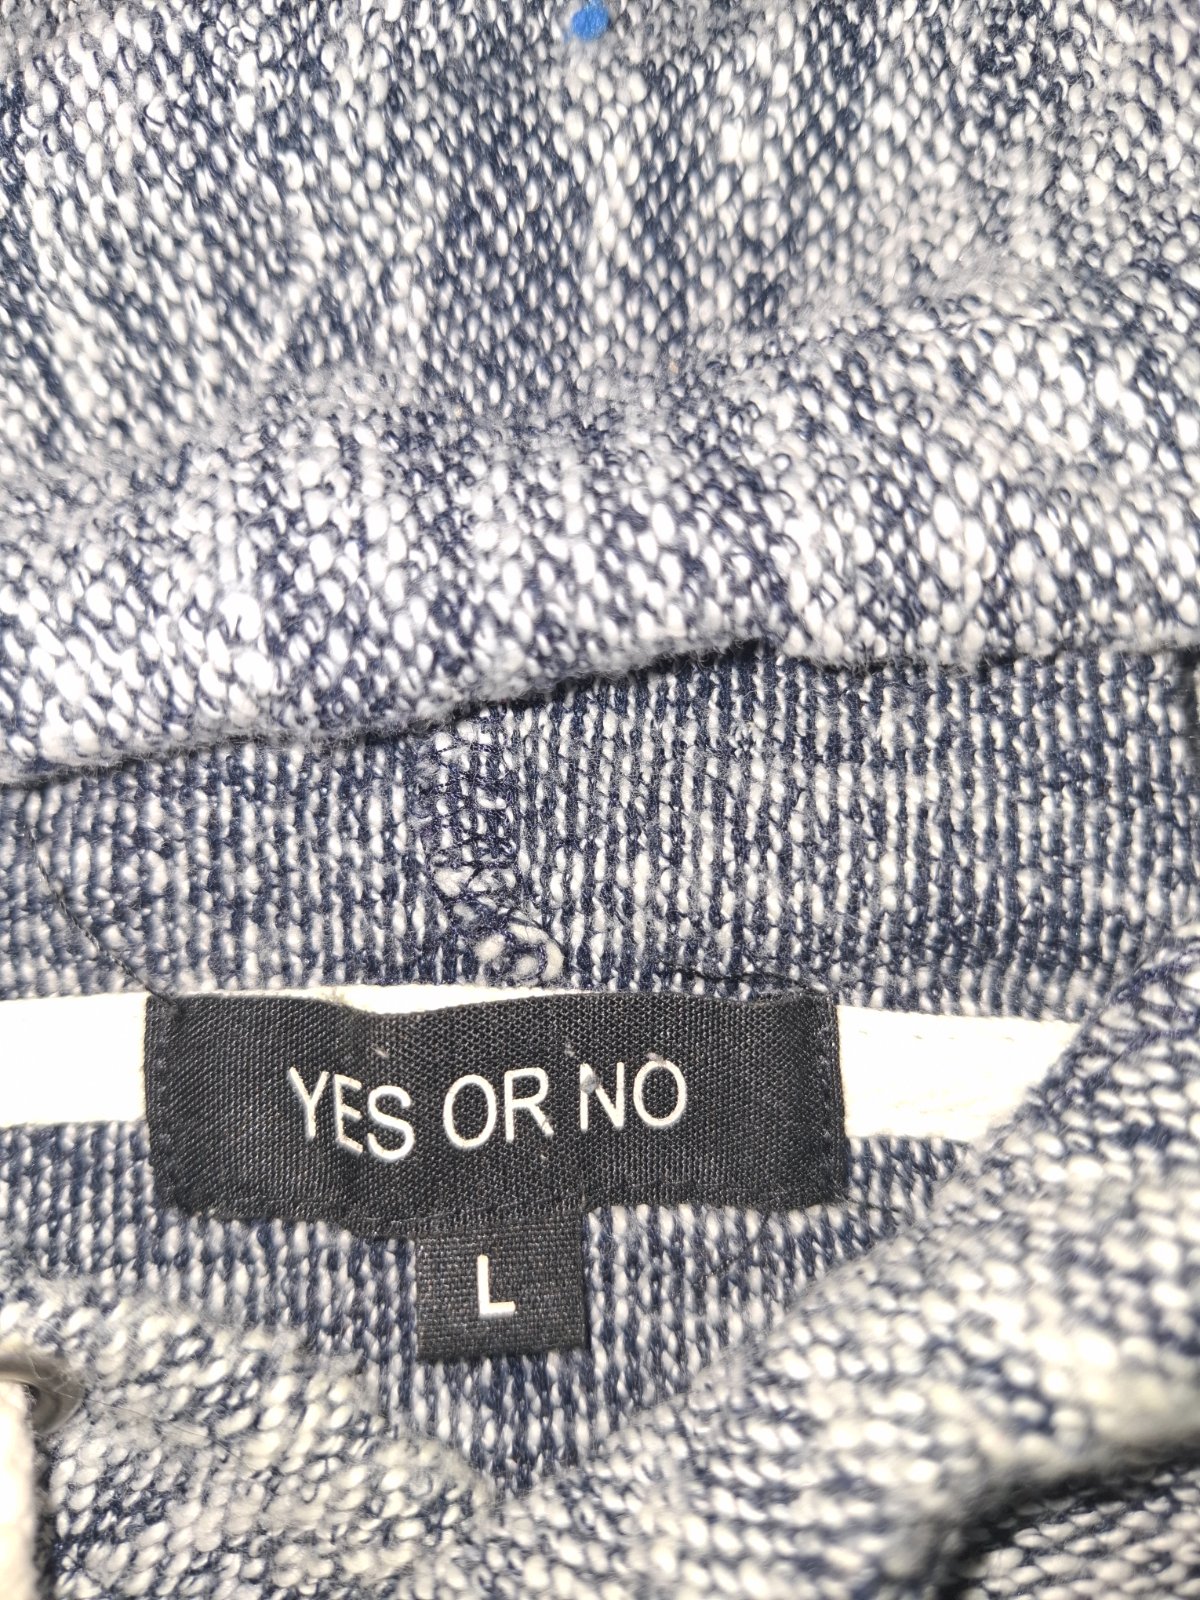 YES OR NO
L